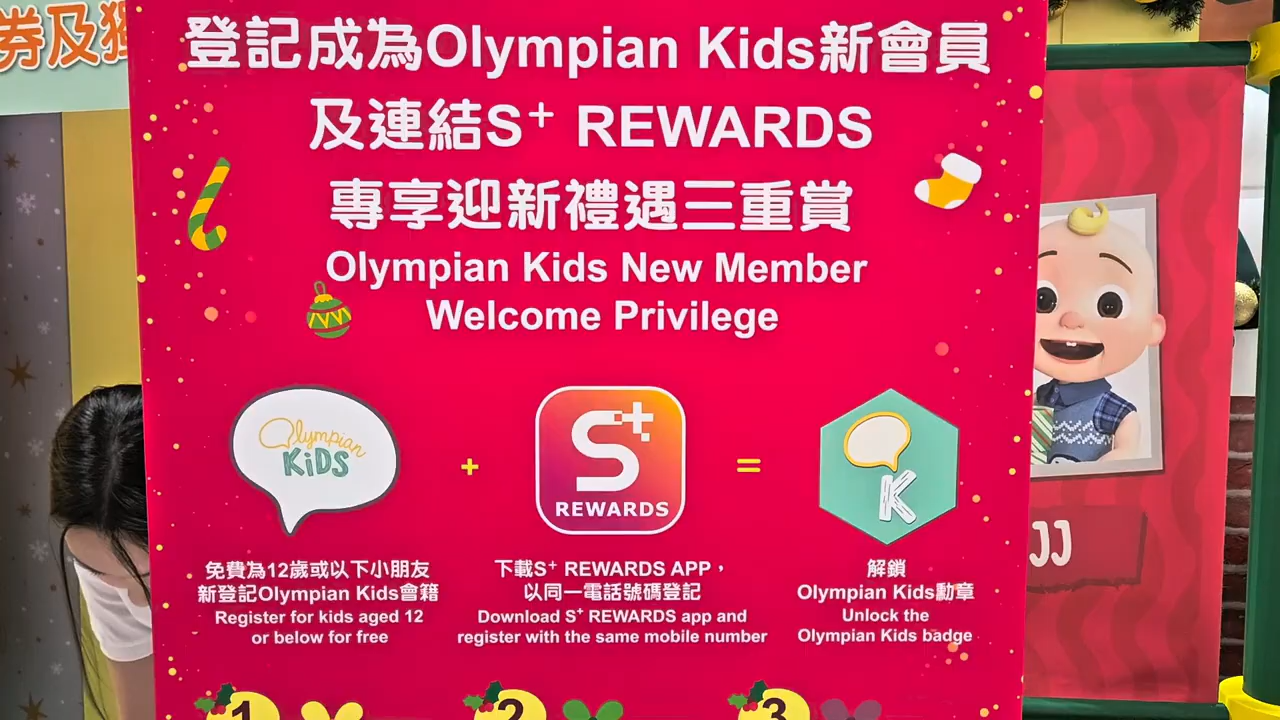 券及獨
登記成為Olympian Kids新會員
及連結S⁺ REWARDS
專享迎新禮遇三重賞
Olympian Kids New Member
Welcome Privilege
Olympian
KiDS
+
S⁺
REWARDS
=
K
免費為12歲或以下小朋友
新登記Olympian Kids會籍
Register for kids aged 12
or below for free
下載S⁺ REWARDS APP，
以同一電話號碼登記
Download S⁺ REWARDS app and
register with the same mobile number
解鎖
Olympian Kids勳章
Unlock the
Olympian Kids badge
JJ
1
2
3